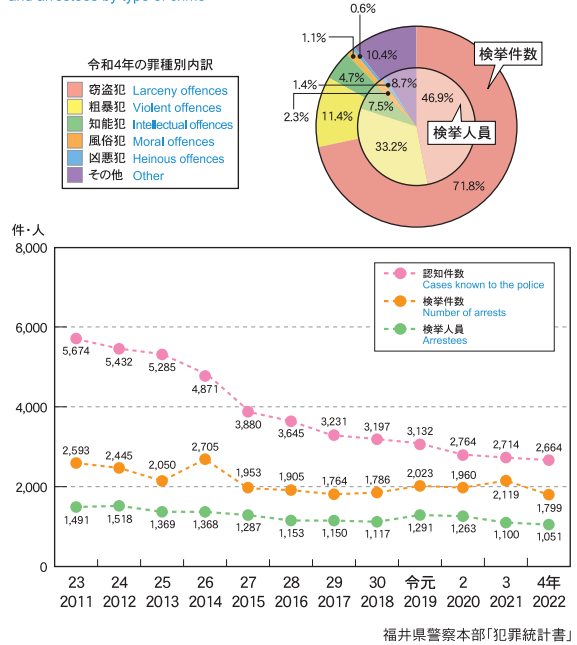 and arrestees by type of crime
令和4年の罪種別内訳
窃盗犯 Larceny offences
粗暴犯 Violent offences
知能犯 Intellectual offences
風俗犯 Moral offences
凶悪犯 Heinous offences
その他 Other
0.6%
1.1%
10.4%
検挙件数
4.7%
8.7%
1.4%
46.9%
7.5%
2.3%
11.4%
検挙人員
33.2%
71.8%
件・人
8,000
6,000
4,000
2,000
0
認知件数
Cases known to the police
検挙件数
Number of arrests
検挙人員
Arrestees
5,674 5,432 5,285 4,871 3,880 3,645 3,231 3,197 3,132 2,764 2,714 2,664
2,593 2,445 2,050 2,705 1,953 1,905 1,764 1,786 2,023 1,960 2,119 1,799
1,491 1,518 1,369 1,368 1,287 1,153 1,150 1,117 1,291 1,263 1,100 1,051
23 24 25 26 27 28 29 30 令元 2 3 4年
2011 2012 2013 2014 2015 2016 2017 2018 2019 2020 2021 2022
福井県警察本部「犯罪統計書」